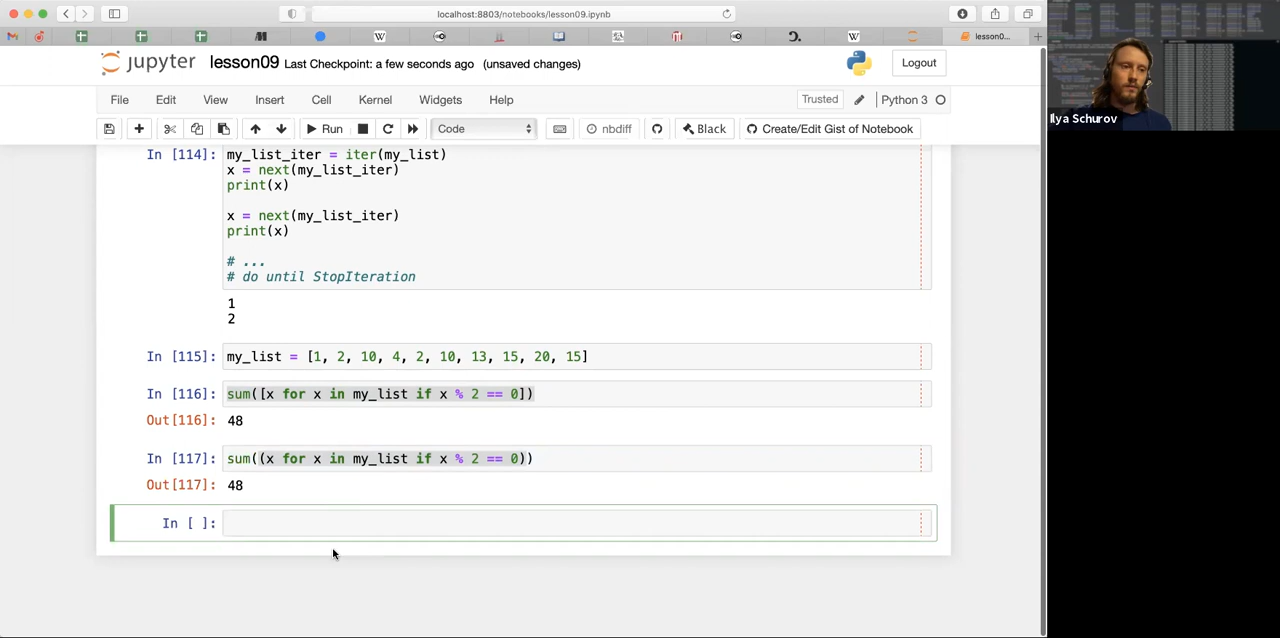 localhost:8803/notebooks/lesson09.ipynb
W
W
lesson0...
jupyter lesson09 Last Checkpoint: a few seconds ago (unsaved changes)
Logout
File Edit View Insert Cell Kernel Widgets Help
Trusted Python 3
Run Code nbdiff Black Create/Edit Gist of Notebook
Ilya Schurov
In [114]: my_list_iter = iter(my_list)
x = next(my_list_iter)
print(x)
x = next(my_list_iter)
print(x)
# ...
# do until StopIteration
1
2
In [115]: my_list = [1, 2, 10, 4, 2, 10, 13, 15, 20, 15]
In [116]: sum([x for x in my_list if x % 2 == 0])
Out[116]: 48
In [117]: sum((x for x in my_list if x % 2 == 0))
Out[117]: 48
In [ ]: